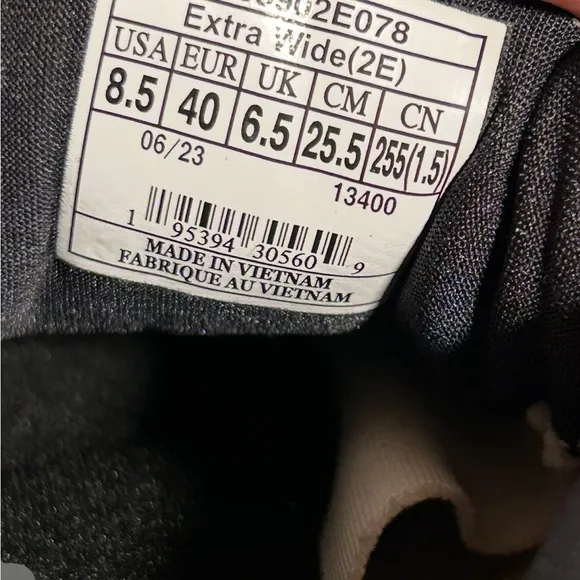 Extra Wide(2E)
USA EUR UK CM CN
8.5 40 6.5 25.5 255(1.5)
06/23 13400
1 95394 30560 9
MADE IN VIETNAM
FABRIQUE AU VIETNAM